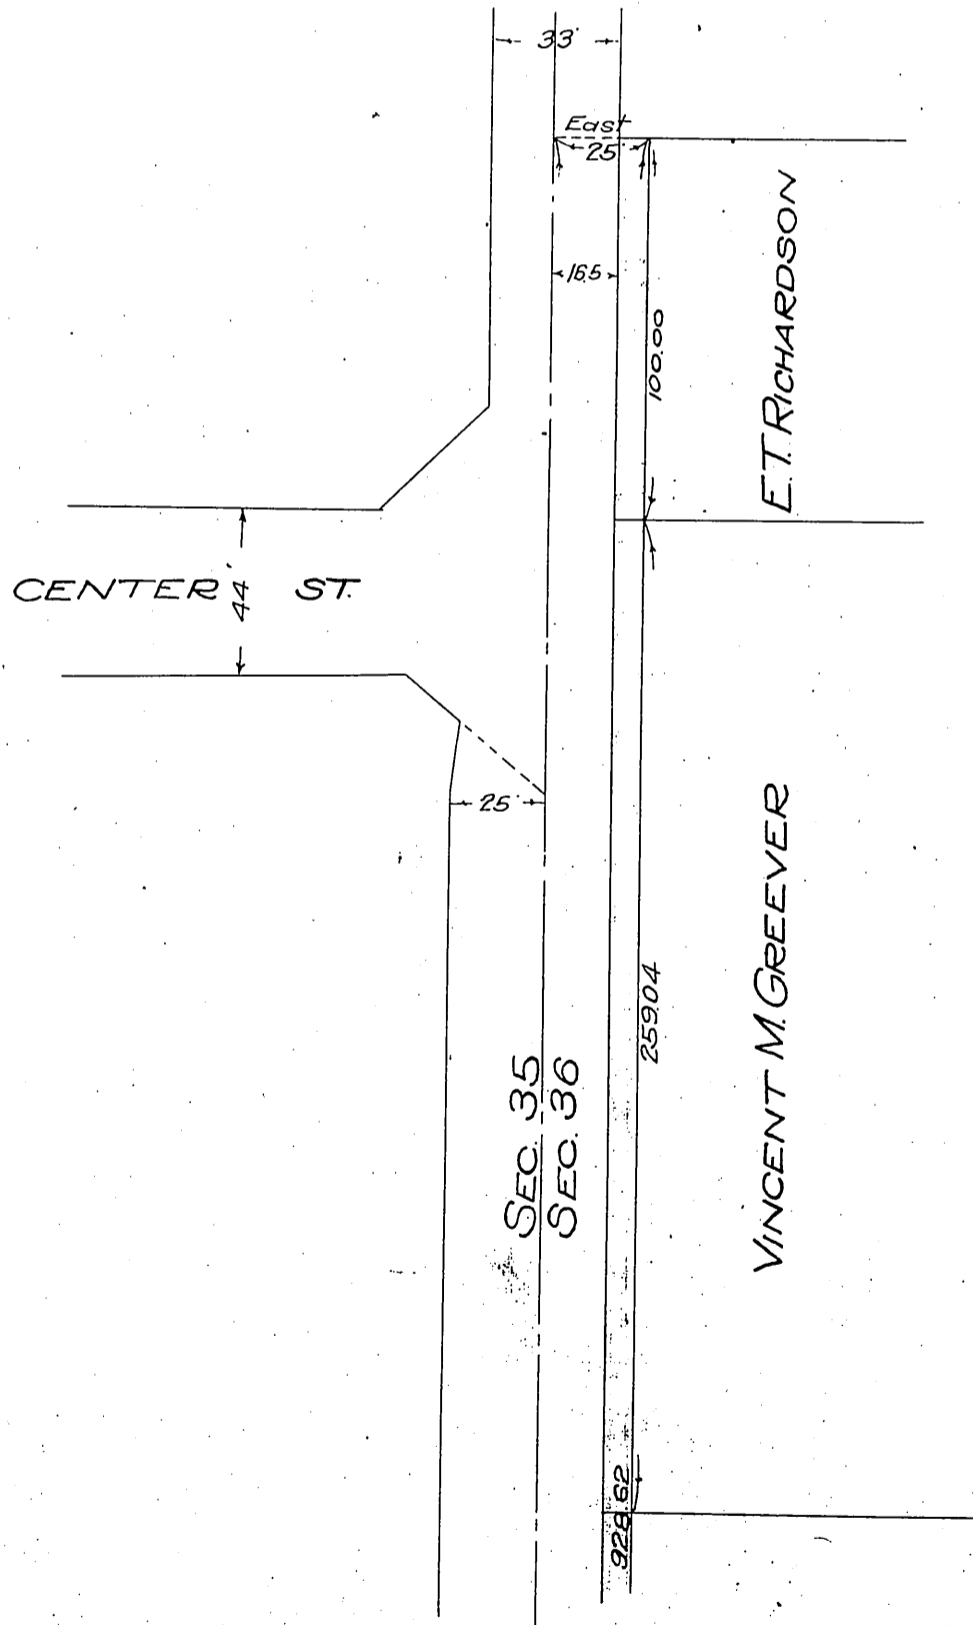 33'
East
25'
16.5
100.00
E.T. RICHARDSON
CENTER ST.
44'
25'
259.04
VINCENT M. GREEVER
SEC. 35
SEC. 36
928.62